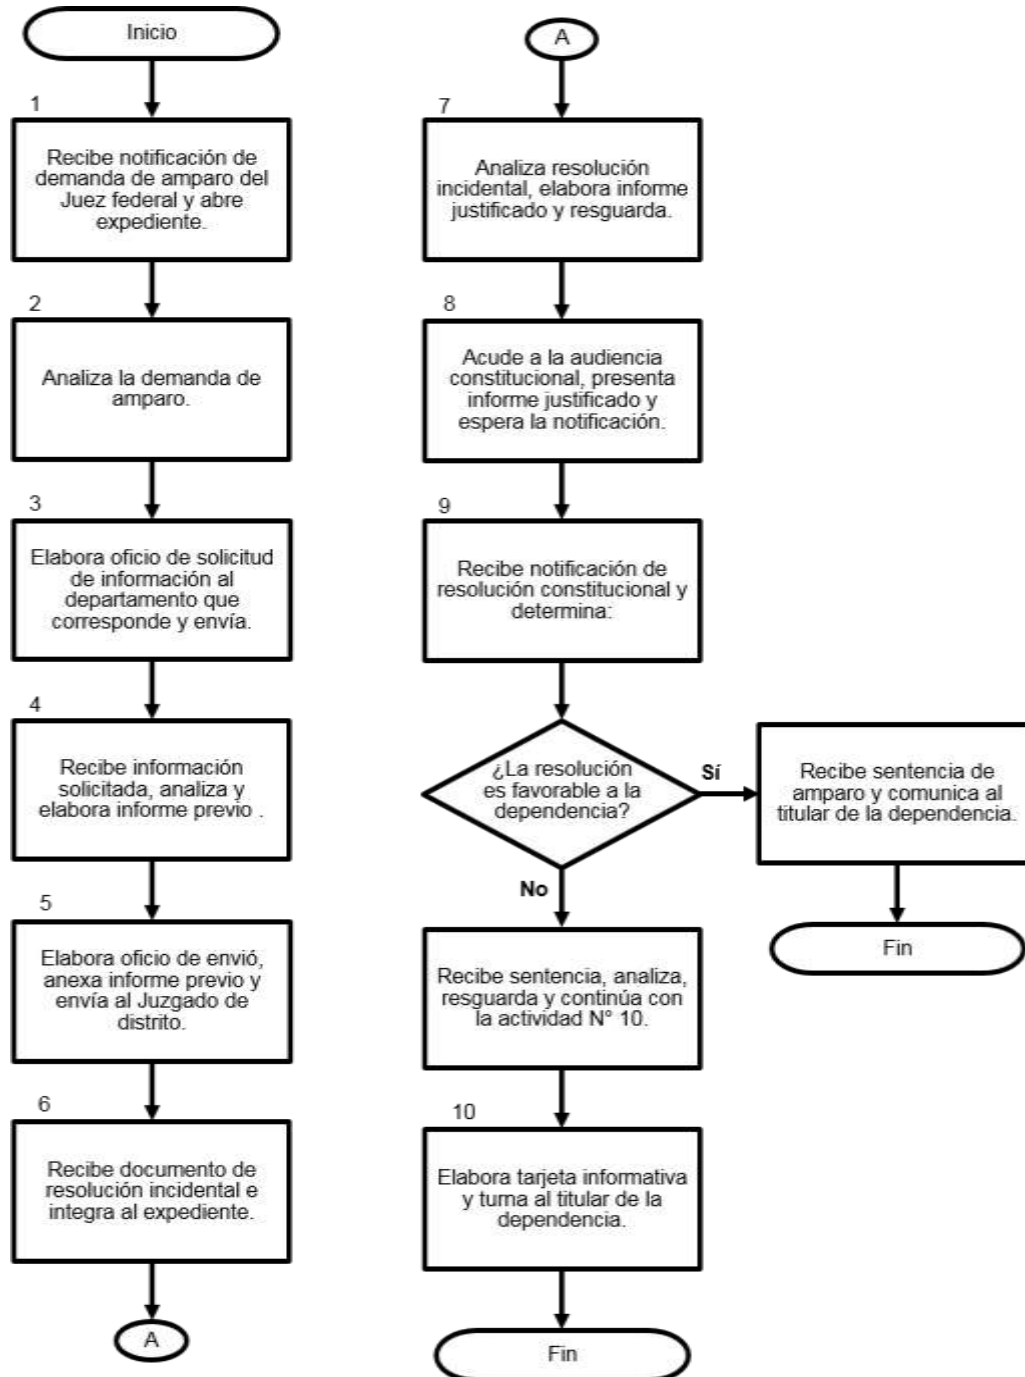 Inicio
1
Recibe notificación de
demanda de amparo del
Juez federal y abre
expediente.
2
Analiza la demanda de
amparo.
3
Elabora oficio de solicitud
de información al
departamento que
corresponde y envía.
4
Recibe información
solicitada, analiza y
elabora informe previo .
5
Elabora oficio de envió,
anexa informe previo y
envía al Juzgado de
distrito.
6
Recibe documento de
resolución incidental e
integra al expediente.
A
A
7
Analiza resolución
incidental, elabora informe
justificado y resguarda.
8
Acude a la audiencia
constitucional, presenta
informe justificado y
espera la notificación.
9
Recibe notificación de
resolución constitucional y
determina:
¿La resolución
es favorable a la
dependencia?
Sí
Recibe sentencia de
amparo y comunica al
titular de la dependencia.
Fin
No
Recibe sentencia, analiza,
resguarda y continúa con
la actividad N° 10.
10
Elabora tarjeta informativa
y turna al titular de la
dependencia.
Fin